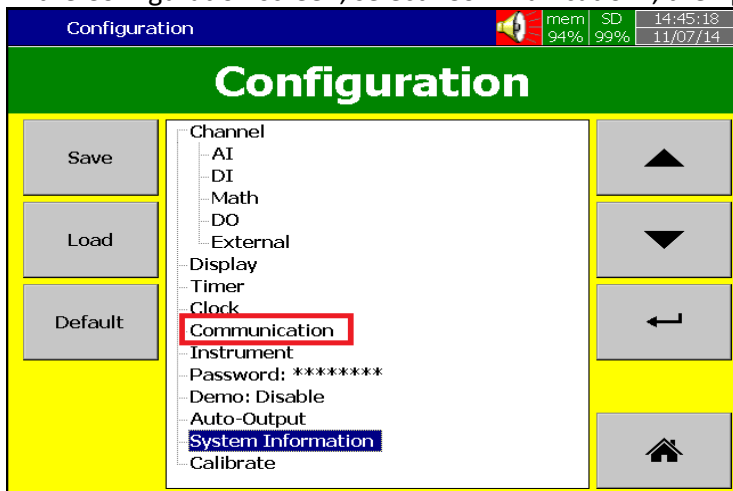 Configuration
mem SD 14:45:18
94% 99% 11/07/14
Configuration
Save
Load
Default
Channel
AI
DI
Math
DO
External
Display
Timer
Clock
Communication
Instrument
Password: ********
Demo: Disable
Auto-Output
System Information
Calibrate